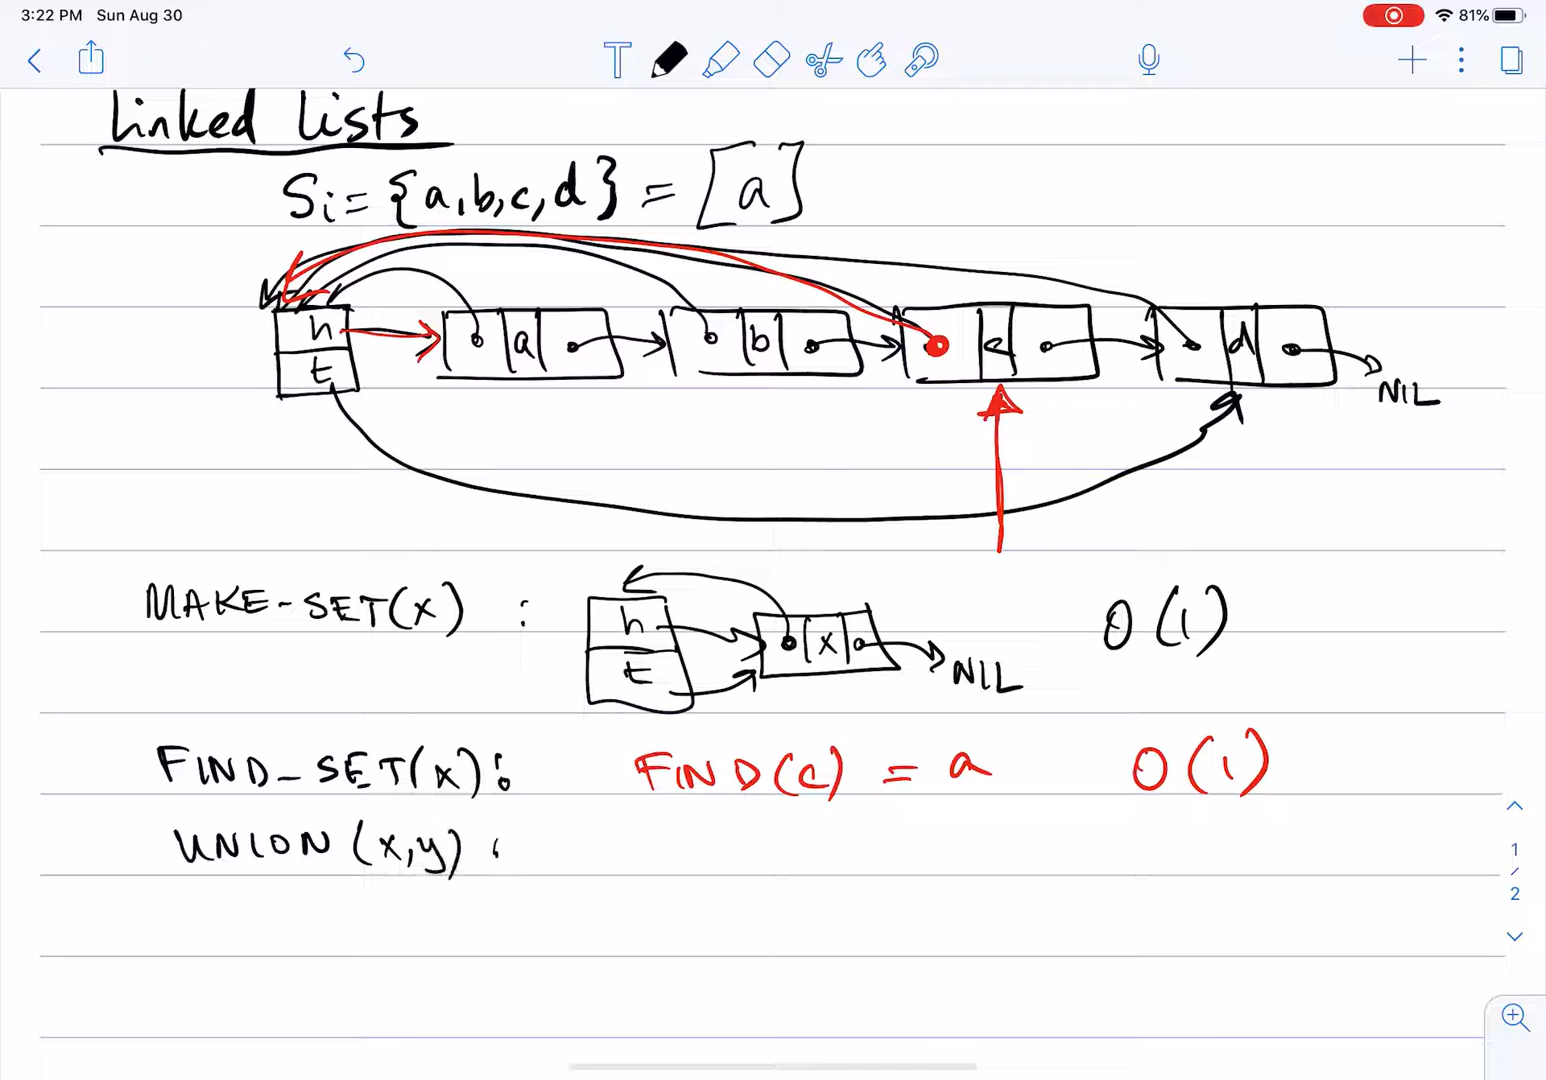 3:22 PM Sun Aug 30 81%
T
Linked Lists
Si = {a,b,c,d} = [a]
h a b c d
t NIL
MAKE-SET(x) : h x O(1)
t NIL
FIND-SET(x): FIND(c) = a O(1)
UNION (x,y) :
1
/
2